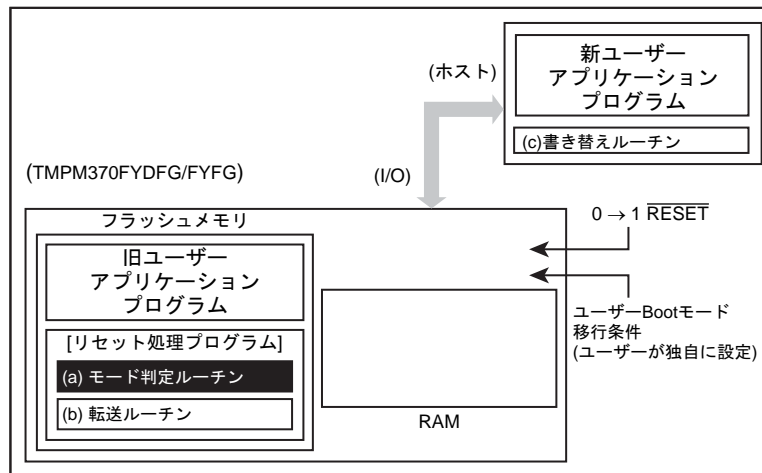 新ユーザー
アプリケーション
プログラム
(c)書き替えルーチン
(ホスト)
(I/O)
(TMPM370FYDFG/FYFG)
フラッシュメモリ
旧ユーザー
アプリケーション
プログラム
[リセット処理プログラム]
(a) モード判定ルーチン
(b) 転送ルーチン
RAM
0 → 1 RESET
ユーザーBootモード
移行条件
(ユーザーが独自に設定)